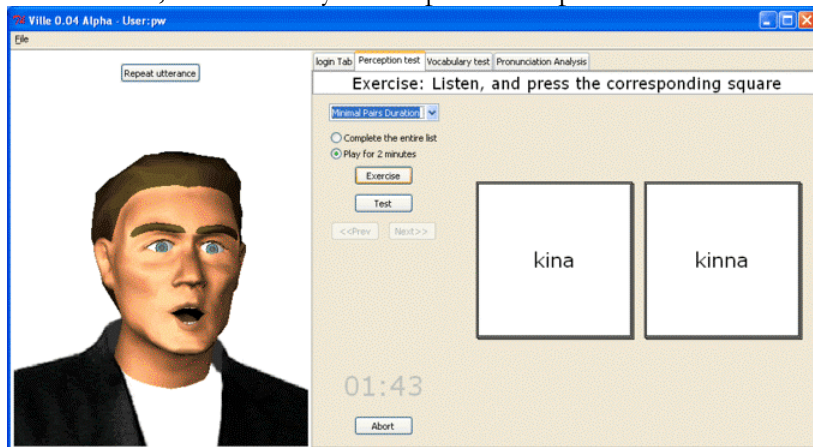 Ville 0.04 Alpha - User:pw
File
Repeat utterance
login Tab Perception test Vocabulary test Pronunciation Analysis
Exercise: Listen, and press the corresponding square
Minimal Pairs Duration
Complete the entire list
Play for 2 minutes
Exercise
Test
<<Prev Next>>
kina kinna
01:43
Abort